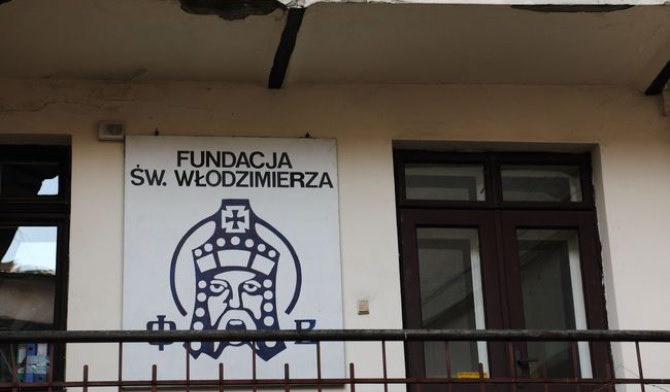 FUNDACJA
ŚW. WŁODZIMIERZA
Ф В